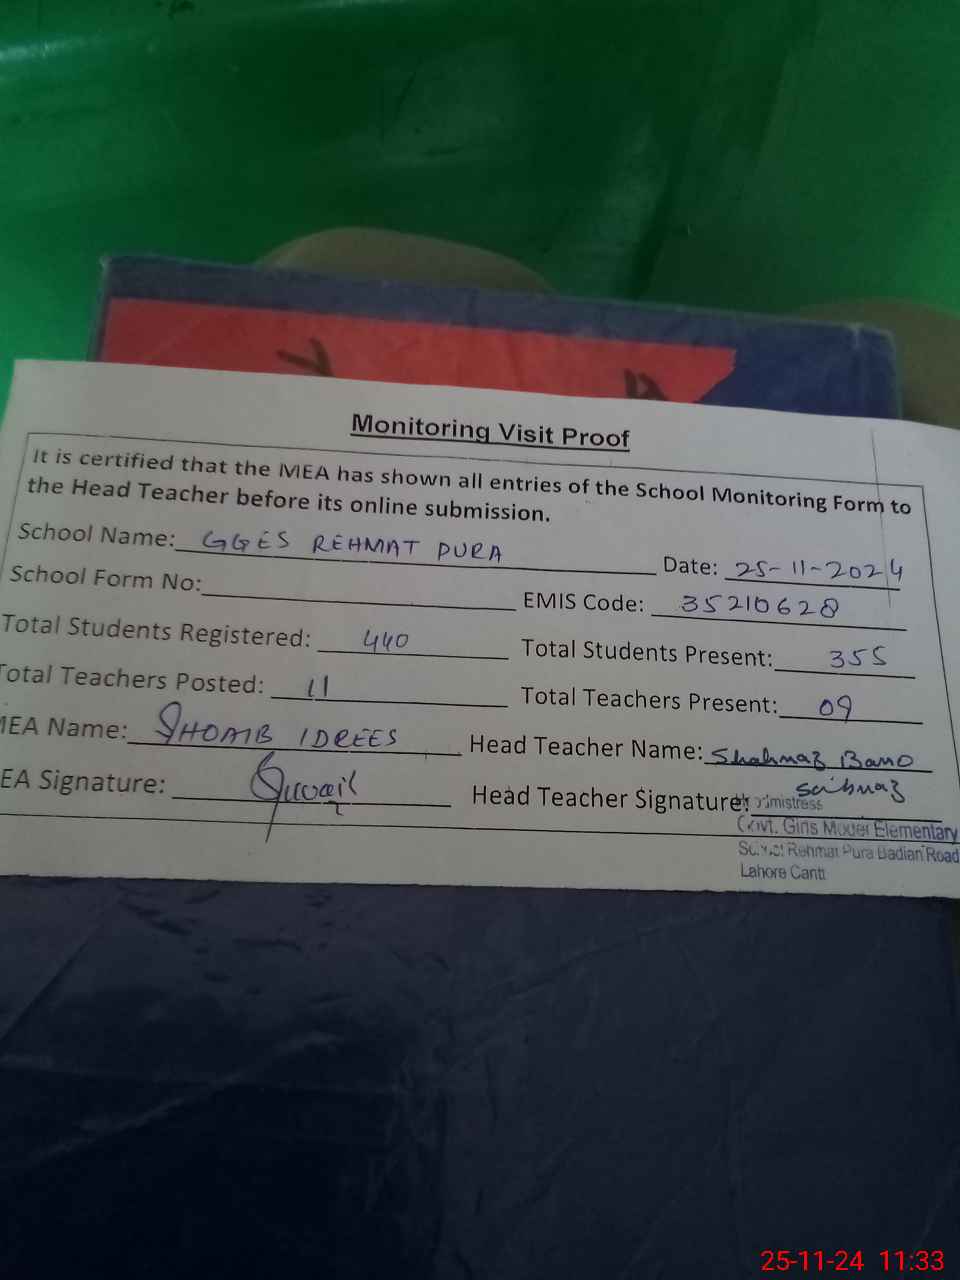 Monitoring Visit Proof
It is certified that the MEA has shown all entries of the School Monitoring Form to
the Head Teacher before its online submission.
School Name: GGES REHMAT PURA Date: 25-11-2024
School Form No: EMIS Code: 35210628
Total Students Registered: 440 Total Students Present: 355
Total Teachers Posted: 11 Total Teachers Present: 09
MEA Name: SHOAIB IDREES Head Teacher Name: Shahnaz Bano
EA Signature: Head Teacher Signature:
Govt. Girls Model Elementary
School Rehmat Pura Badian Road
Lahore Cantt
25-11-24 11:33